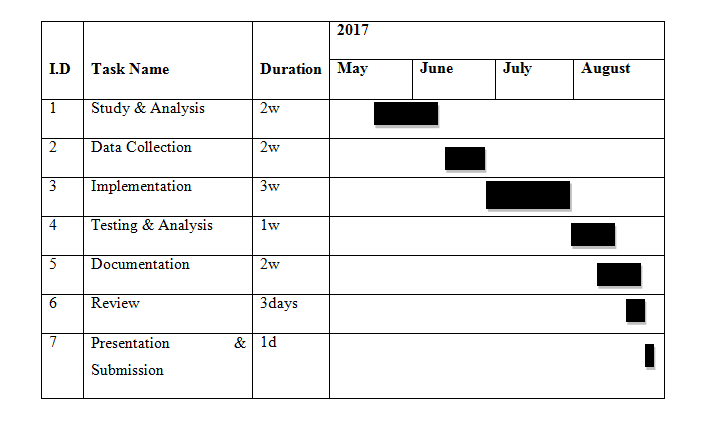 2017
I.D Task Name Duration May June July August
1 Study & Analysis 2w
2 Data Collection 2w
3 Implementation 3w
4 Testing & Analysis 1w
5 Documentation 2w
6 Review 3days
7 Presentation & 1d
Submission